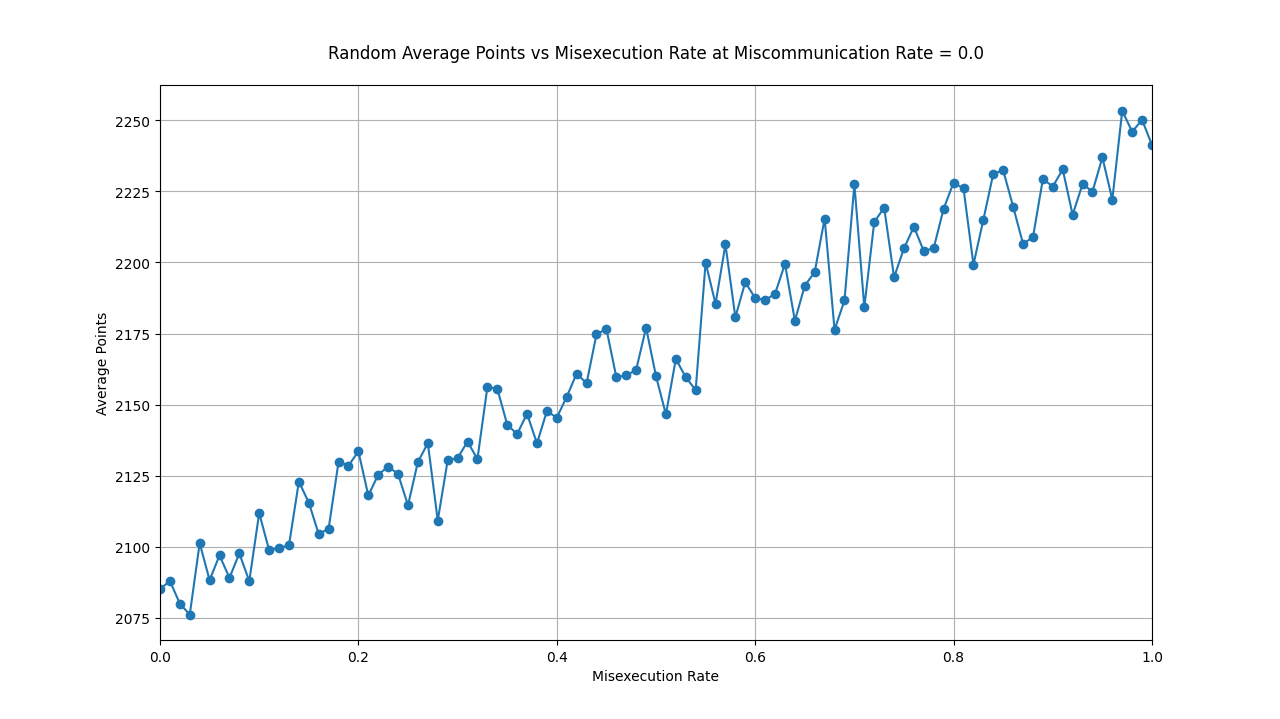 Random Average Points vs Misexecution Rate at Miscommunication Rate = 0.0
2250
2225
2200
2175
2150
2125
2100
2075
Average Points
0.0 0.2 0.4 0.6 0.8 1.0
Misexecution Rate